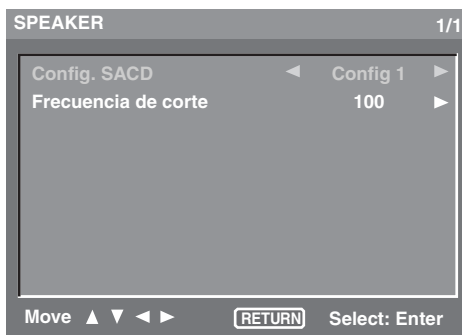 SPEAKER 1/1
Config. SACD ◄ Config 1 ►
Frecuencia de corte 100 ►
Move ▲ ▼ ◄ ► RETURN Select: Enter